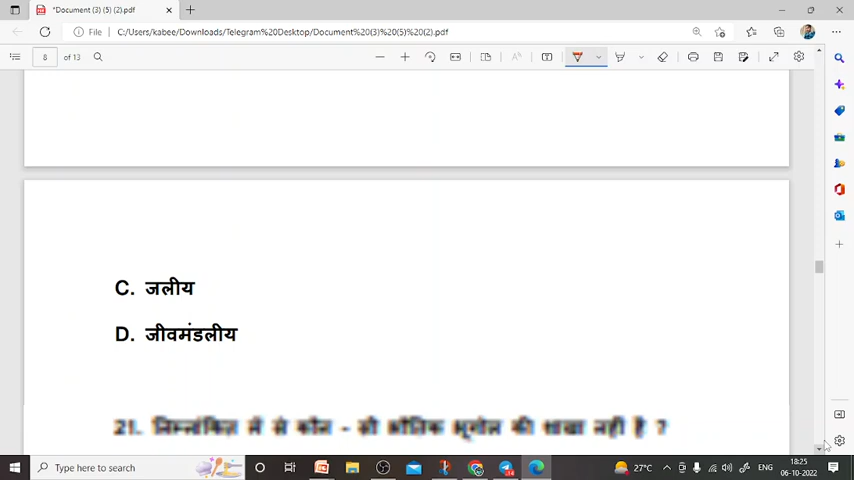 *Document (3) (5) (2).pdf
File C:/Users/kabee/Downloads/Telegram%20Desktop/Document%20(3)%20(5)%20(2).pdf
8 of 13
C. जलीय
D. जीवमंडलीय
21. निम्नंकित में से कौन - सी भौतिक भूगोल की शाखा नहीं है ?
Type here to search
27°C
ENG
18:25
06-10-2022